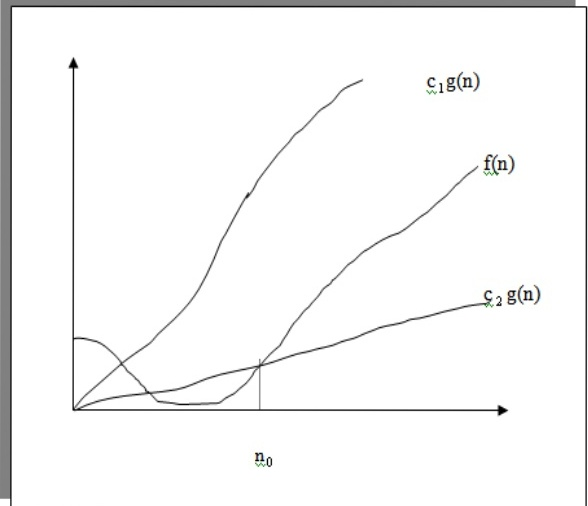 c₁g(n)
f(n)
c₂ g(n)
n₀